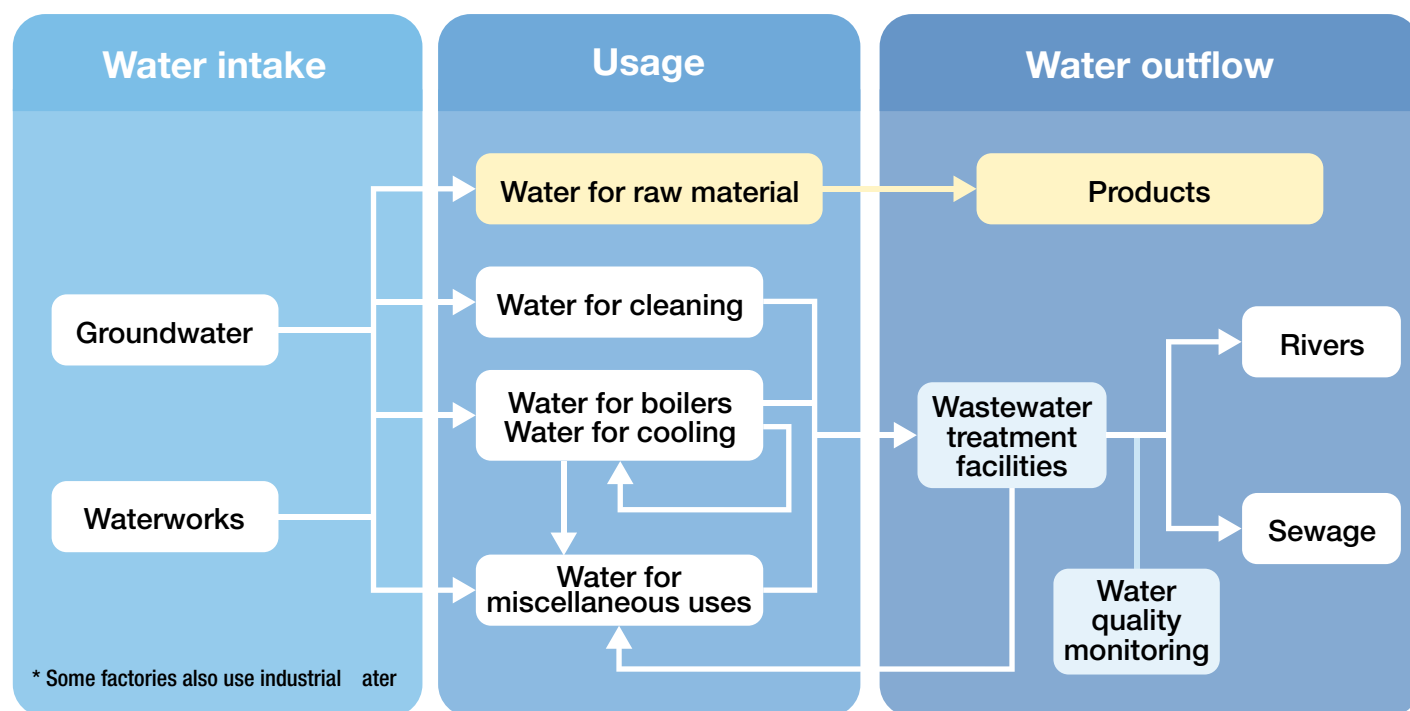 Water intake
Usage
Water outflow
Water for raw material
Products
Water for cleaning
Groundwater
Rivers
Water for boilers
Water for cooling
Wastewater
treatment
facilities
Waterworks
Sewage
Water for
miscellaneous uses
Water
quality
monitoring
* Some factories also use industrial ater